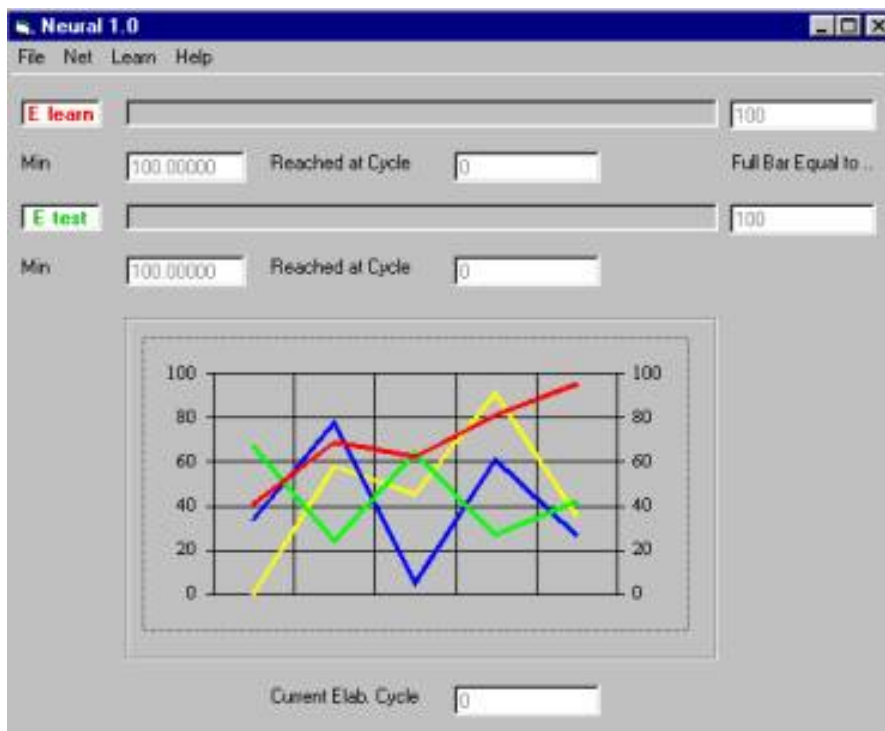 Neural 1.0
File Net Learn Help
E learn 100
Min 100.00000 Reached at Cycle 0 Full Bar Equal to ..
E test 100
Min 100.00000 Reached at Cycle 0
100 100
80 80
60 60
40 40
20 20
0 0
Current Elab. Cycle 0